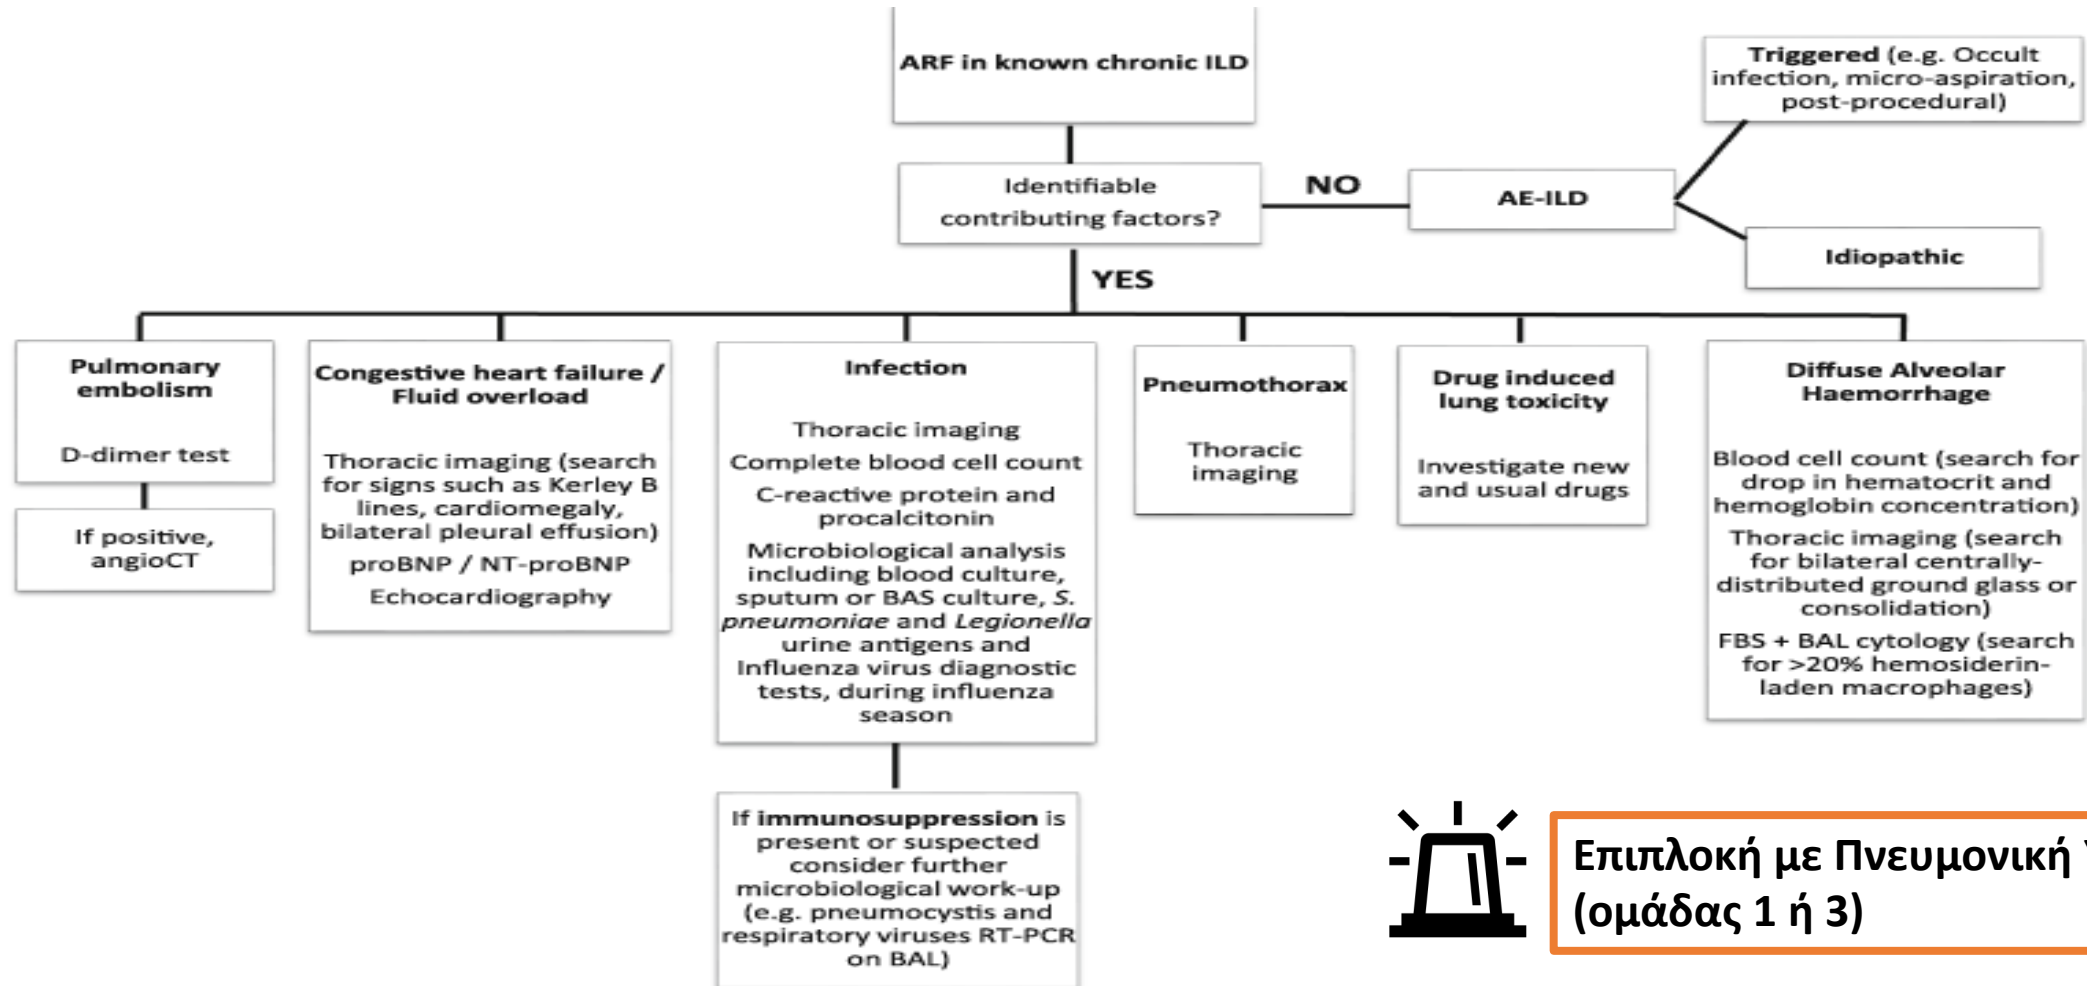 ARF in known chronic ILD
Triggered (e.g. Occult
infection, micro-aspiration,
post-procedural)
Identifiable
contributing factors?
NO
AE-ILD
Idiopathic
YES
Pulmonary
embolism
D-dimer test
If positive,
angioCT
Congestive heart failure /
Fluid overload
Thoracic imaging (search
for signs such as Kerley B
lines, cardiomegaly,
bilateral pleural effusion)
proBNP / NT-proBNP
Echocardiography
Infection
Thoracic imaging
Complete blood cell count
C-reactive protein and
procalcitonin
Microbiological analysis
including blood culture,
sputum or BAS culture, S.
pneumoniae and Legionella
urine antigens and
Influenza virus diagnostic
tests, during influenza
season
If immunosuppression is
present or suspected
consider further
microbiological work-up
(e.g. pneumocystis and
respiratory viruses RT-PCR
on BAL)
Pneumothorax
Thoracic
imaging
Drug induced
lung toxicity
Investigate new
and usual drugs
Diffuse Alveolar
Haemorrhage
Blood cell count (search for
drop in hematocrit and
hemoglobin concentration)
Thoracic imaging (search
for bilateral centrally-
distributed ground glass or
consolidation)
FBS + BAL cytology (search
for >20% hemosiderin-
laden macrophages)
Επιπλοκή με Πνευμονική
(ομάδας 1 ή 3)